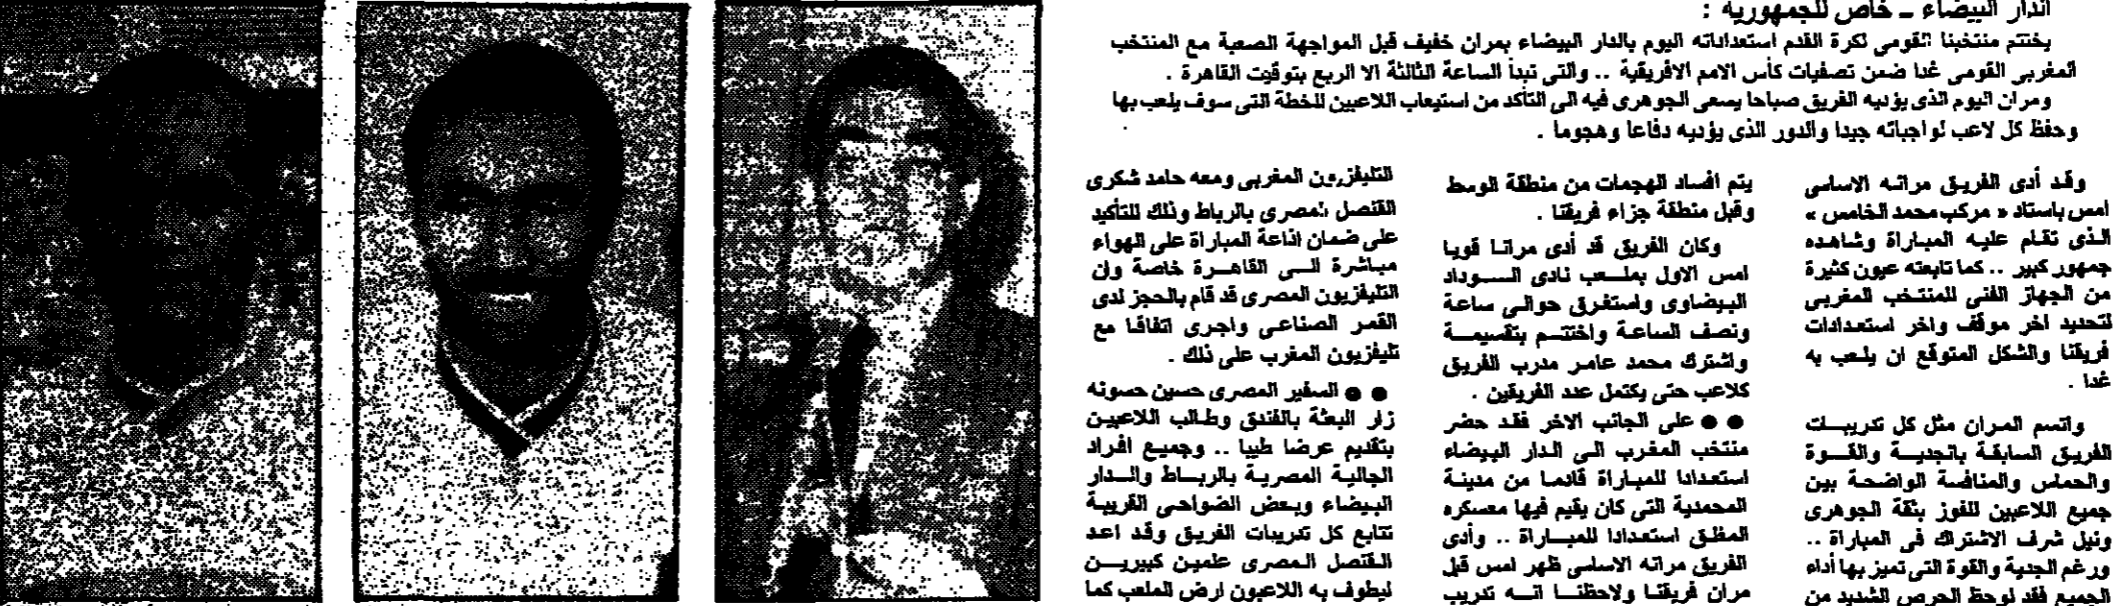 الدار البيضاء ــ خاص للجمهورية :
يختتم منتخبنا القومى لكرة القدم استعداداته اليوم بالدار البيضاء بمران خفيف قبل المواجهة الصعبة مع المنتخب
المغربى القومى غدا ضمن تصفيات كأس الامم الافريقية .. والتى تبدأ الساعة الثالثة الا الربع بتوقيت القاهرة .
ومران اليوم الذى يؤديه الفريق صباحا يسعى الجوهرى فيه الى التأكد من استيعاب اللاعبين للخطة التى سوف يلعب بها
وحفظ كل لاعب لواجباته جيدا والدور الذى يؤديه دفاعا وهجوما .
وقد أدى الفريق مرانه الاساسى
امس باستاد « مركب محمد الخامس »
الذى تقام عليه المباراة وشاهده
جمهور كبير .. كما تابعته عيون كثيرة
من الجهاز الفنى للمنتخب المغربى
لتحديد اخر موقف واخر استعدادات
فريقنا والشكل المتوقع ان يلعب به
غدا .
واتسم المران مثل كل تدريبات
الفريق السابقة بالجدية والقوة
والحماس والمنافسة الواضحة بين
جميع اللاعبين للفوز بثقة الجوهرى
ونيل شرف الاشتراك فى المباراة ..
ورغم الجدية والقوة التى تميز بها أداء
الجميع فقد لوحظ الحرص الشديد من
يتم افساد الهجمات من منطقة الوسط
وقبل منطقة جزاء فريقنا .
وكان الفريق قد أدى مرانا قويا
امس الاول بملعب نادى الوداد
البيضاوى واستغرق حوالى ساعة
ونصف الساعة واختتم بتقسيمة
واشترك محمد عامر مدرب الفريق
كلاعب حتى يكتمل عدد الفريقين .
●● على الجانب الاخر فقد حضر
منتخب المغرب الى الدار البيضاء
استعدادا للمباراة قادما من مدينة
المحمدية التى كان يقيم فيها معسكره
المغلق استعدادا للمباراة .. وأدى
الفريق مرانه الاساسى ظهر امس قبل
مران فريقنا ولاحظنا انه تدريب
التليفزيون المغربى ومعه حامد شكرى
القنصل المصرى بالرباط وذلك للتأكيد
على ضمان اذاعة المباراة على الهواء
مباشرة الى القاهرة خاصة وان
التليفزيون المصرى قد قام بالحجز لدى
القمر الصناعى واجرى اتفاقا مع
تليفزيون المغرب على ذلك .
●● السفير المصرى حسين حسونه
زار البعثة بالفندق وطالب اللاعبين
بتقديم عرضا طيبا .. وجميع افراد
الجالية المصرية بالرباط والدار
البيضاء وبعض الضواحى القريبة
تتابع كل تدريبات الفريق وقد اعد
القنصل المصرى علمين كبيرين
ليطوف به اللاعبون ارض الملعب كما